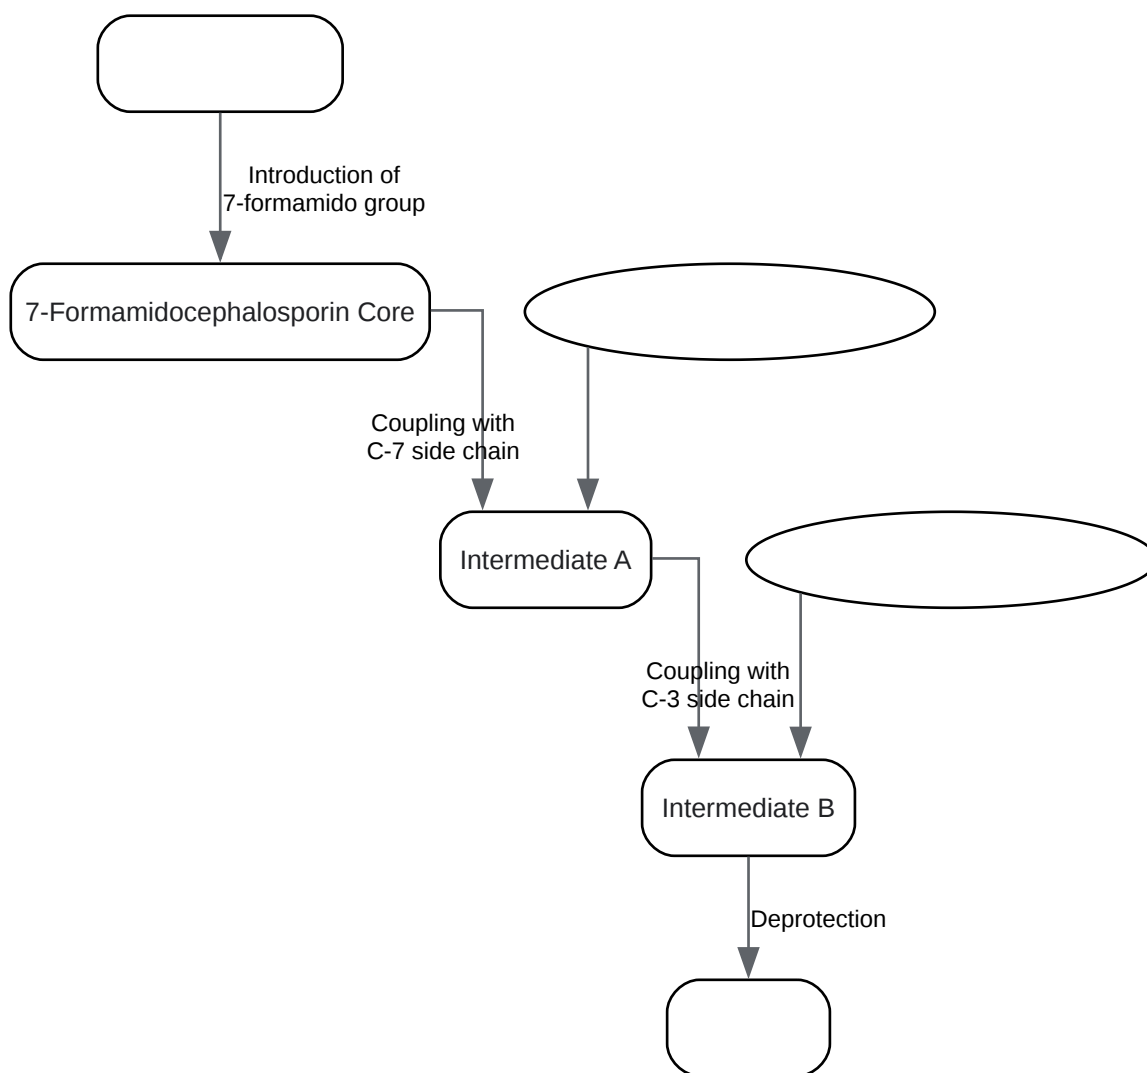 Introduction of
7-formamido group
7-Formamidocephalosporin Core
Coupling with
C-7 side chain
Intermediate A
Coupling with
C-3 side chain
Intermediate B
Deprotection